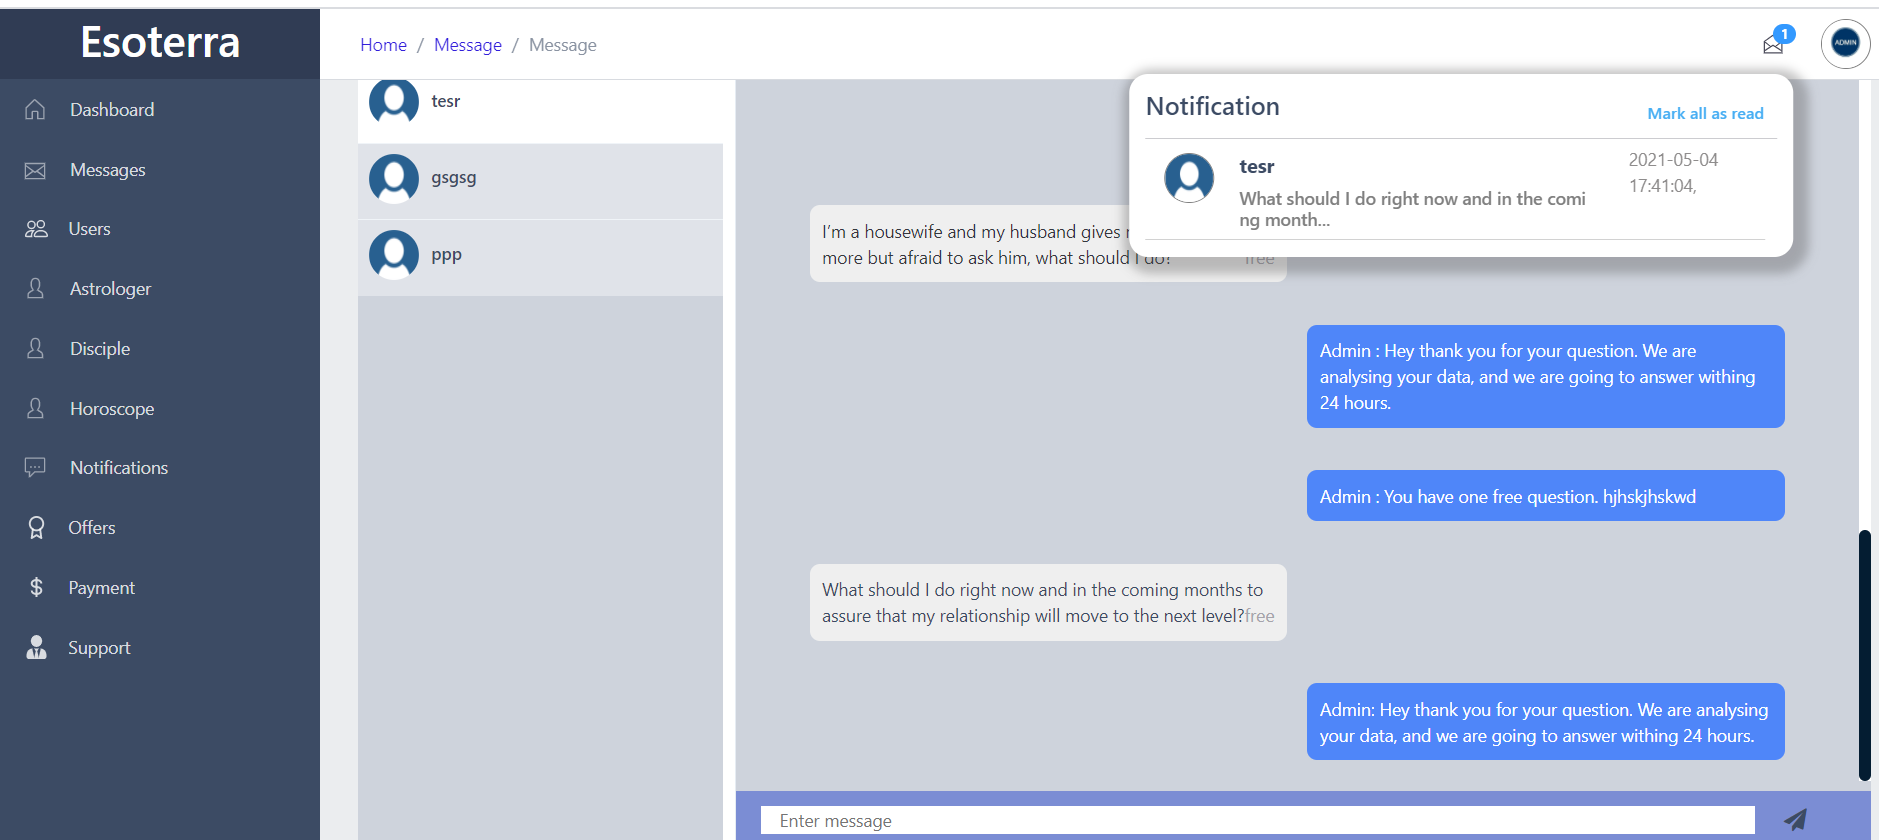 Esoterra
Home / Message / Message
1
ADMIN
Dashboard
Messages
Users
Astrologer
Disciple
Horoscope
Notifications
Offers
Payment
Support
tesr
gsgsg
ppp
Notification
Mark all as read
tesr
2021-05-04
17:41:04,
What should I do right now and in the comi
ng month...
I'm a housewife and my husband gives
more but afraid to ask him, what should I do? free
Admin : Hey thank you for your question. We are
analysing your data, and we are going to answer withing
24 hours.
Admin : You have one free question. hjhskjhskwd
What should I do right now and in the coming months to
assure that my relationship will move to the next level?free
Admin: Hey thank you for your question. We are analysing
your data, and we are going to answer withing 24 hours.
Enter message